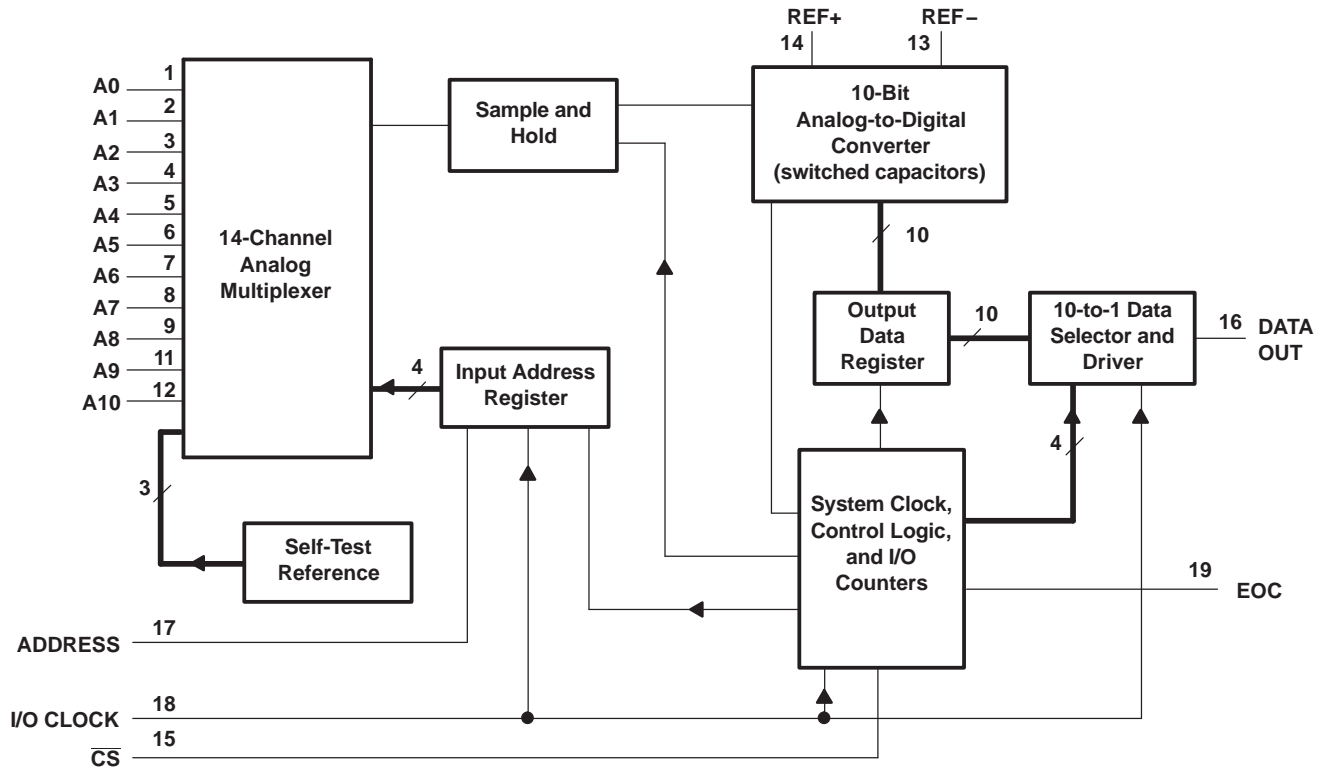 REF+
REF–
14
13
A0
1
A1
2
A2
3
A3
4
A4
5
A5
6
A6
7
A7
8
A8
9
A9
11
A10
12
14-Channel
Analog
Multiplexer
Sample and
Hold
10-Bit
Analog-to-Digital
Converter
(switched capacitors)
10
Output
Data
Register
10
10-to-1 Data
Selector and
Driver
16
DATA
OUT
4
Input Address
Register
3
Self-Test
Reference
System Clock,
Control Logic,
and I/O
Counters
4
19
EOC
ADDRESS
17
I/O CLOCK
18
CS
15